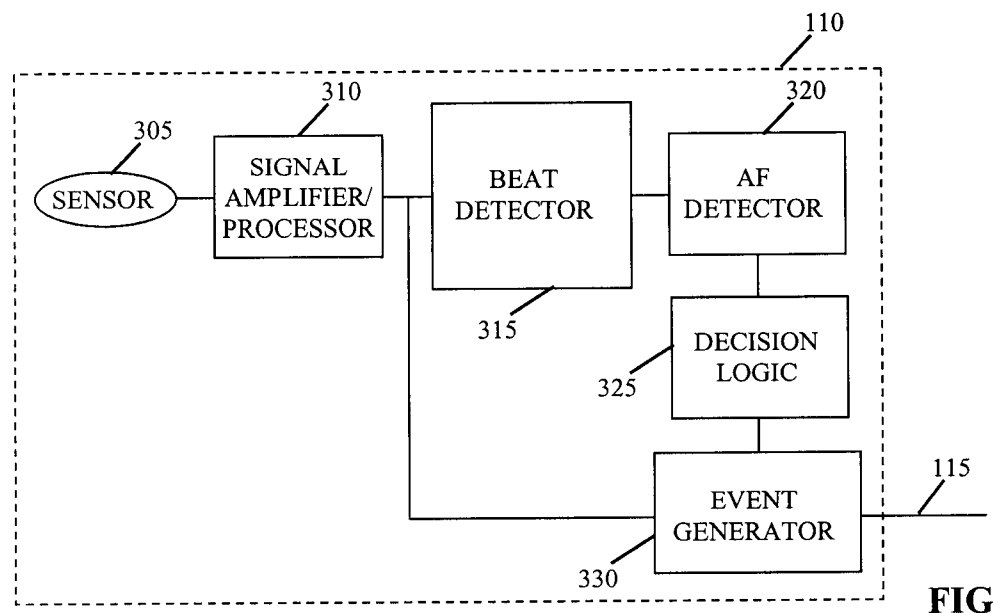 110
310
320
305
SENSOR
SIGNAL
AMPLIFIER/
PROCESSOR
BEAT
DETECTOR
AF
DETECTOR
315
DECISION
LOGIC
325
115
EVENT
GENERATOR
330
FIG